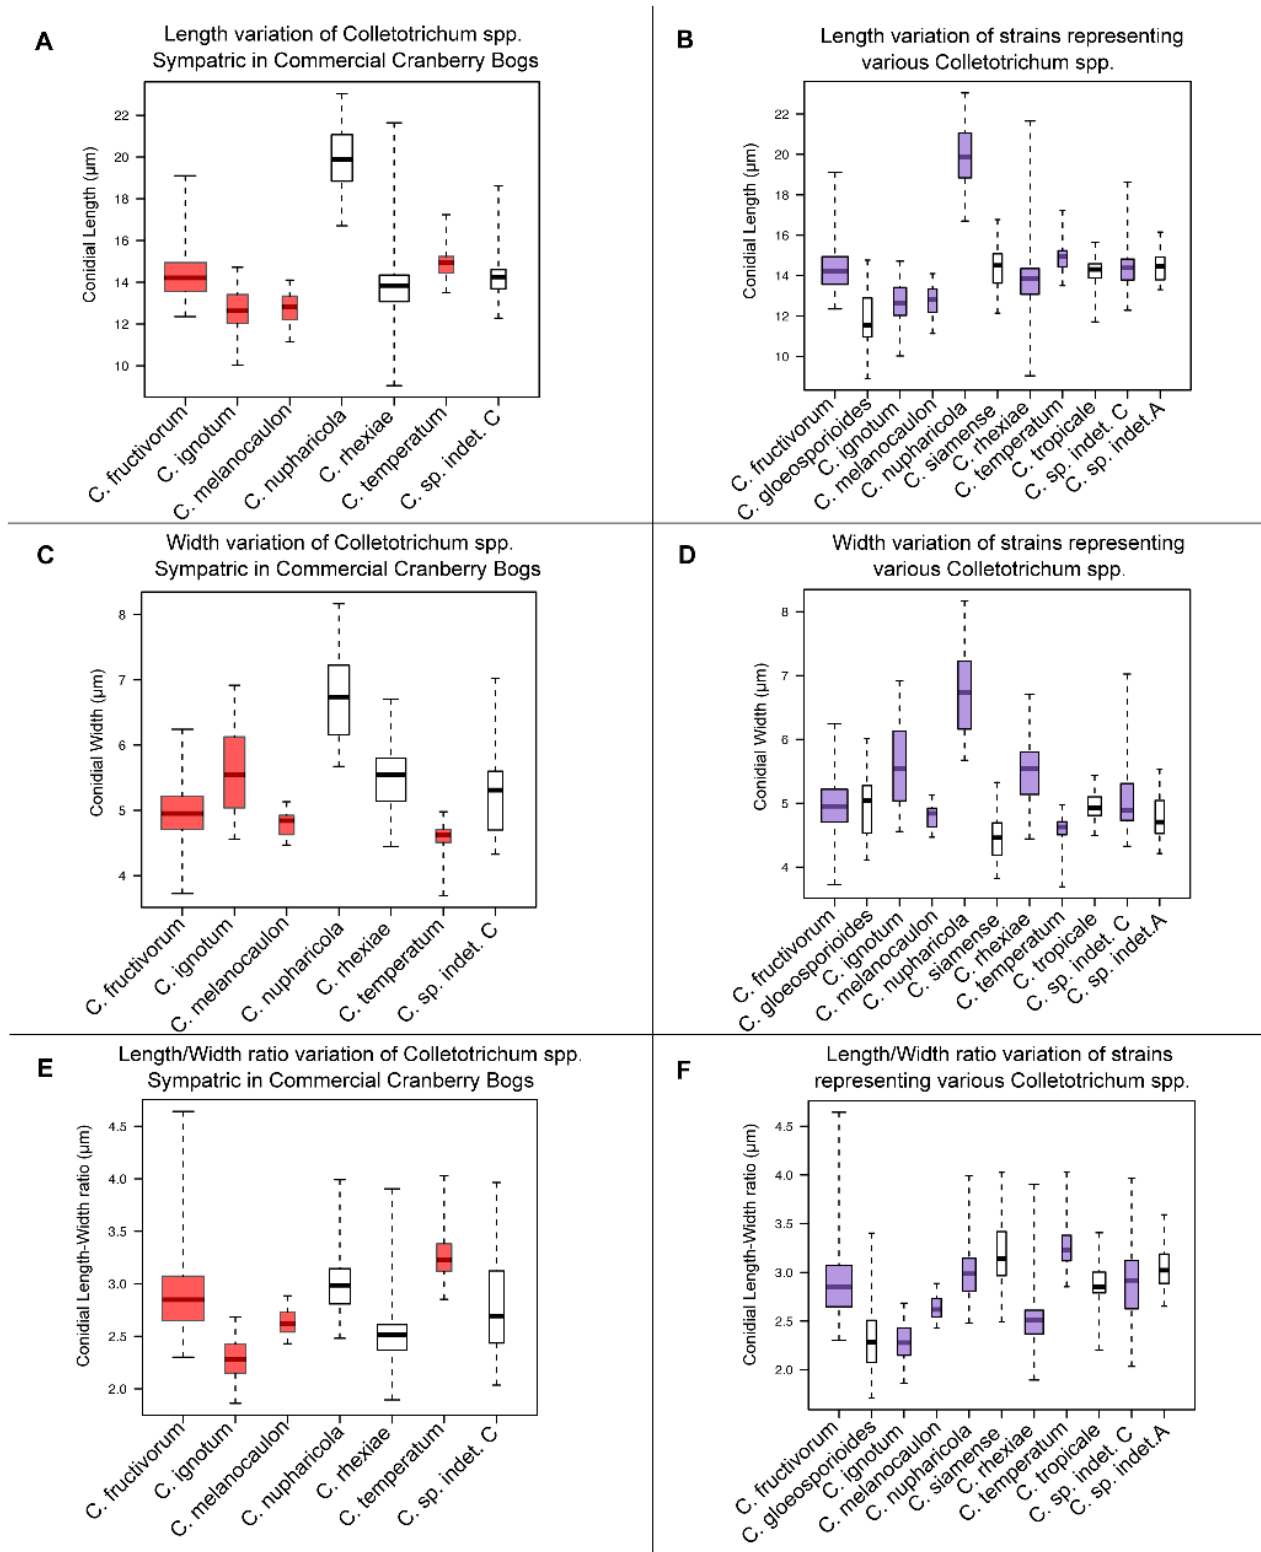 A
Length variation of Colletotrichum spp.
Sympatric in Commercial Cranberry Bogs
Conidial Length (µm)
22
20
18
16
14
12
10
C. fructivorum
C. ignotum
C. melanocaulon
C. nupharicola
C. rhexiae
C. temperatum
C. sp. indet. C
B
Length variation of strains representing
various Colletotrichum spp.
Conidial Length (µm)
22
20
18
16
14
12
10
C. fructivorum
C. gloeosporioides
C. ignotum
C. melanocaulon
C. nupharicola
C. siamense
C. rhexiae
C. temperatum
C. tropicale
C. sp. indet. C
C. sp. indet.A
C
Width variation of Colletotrichum spp.
Sympatric in Commercial Cranberry Bogs
Conidial Width (µm)
8
7
6
5
4
C. fructivorum
C. ignotum
C. melanocaulon
C. nupharicola
C. rhexiae
C. temperatum
C. sp. indet. C
D
Width variation of strains representing
various Colletotrichum spp.
Conidial Width (µm)
8
7
6
5
4
C. fructivorum
C. gloeosporioides
C. ignotum
C. melanocaulon
C. nupharicola
C. siamense
C. rhexiae
C. temperatum
C. tropicale
C. sp. indet. C
C. sp. indet.A
E
Length/Width ratio variation of Colletotrichum spp.
Sympatric in Commercial Cranberry Bogs
Conidial Length-Width ratio (µm)
4.5
4.0
3.5
3.0
2.5
2.0
C. fructivorum
C. ignotum
C. melanocaulon
C. nupharicola
C. rhexiae
C. temperatum
C. sp. indet. C
F
Length/Width ratio variation of strains
representing various Colletotrichum spp.
Conidial Length-Width ratio (µm)
4.5
4.0
3.5
3.0
2.5
2.0
C. fructivorum
C. gloeosporioides
C. ignotum
C. melanocaulon
C. nupharicola
C. siamense
C. rhexiae
C. temperatum
C. tropicale
C. sp. indet. C
C. sp. indet.A